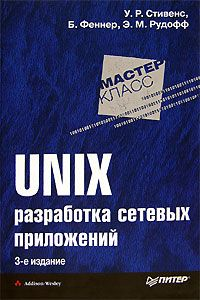 У. Р. Стивенс,
Б. Феннер, Э. М. Рудофф
МАСТЕР
КЛАСС
UNIX
разработка сетевых
приложений
3-е издание
Addison-Wesley
ПИТЕР